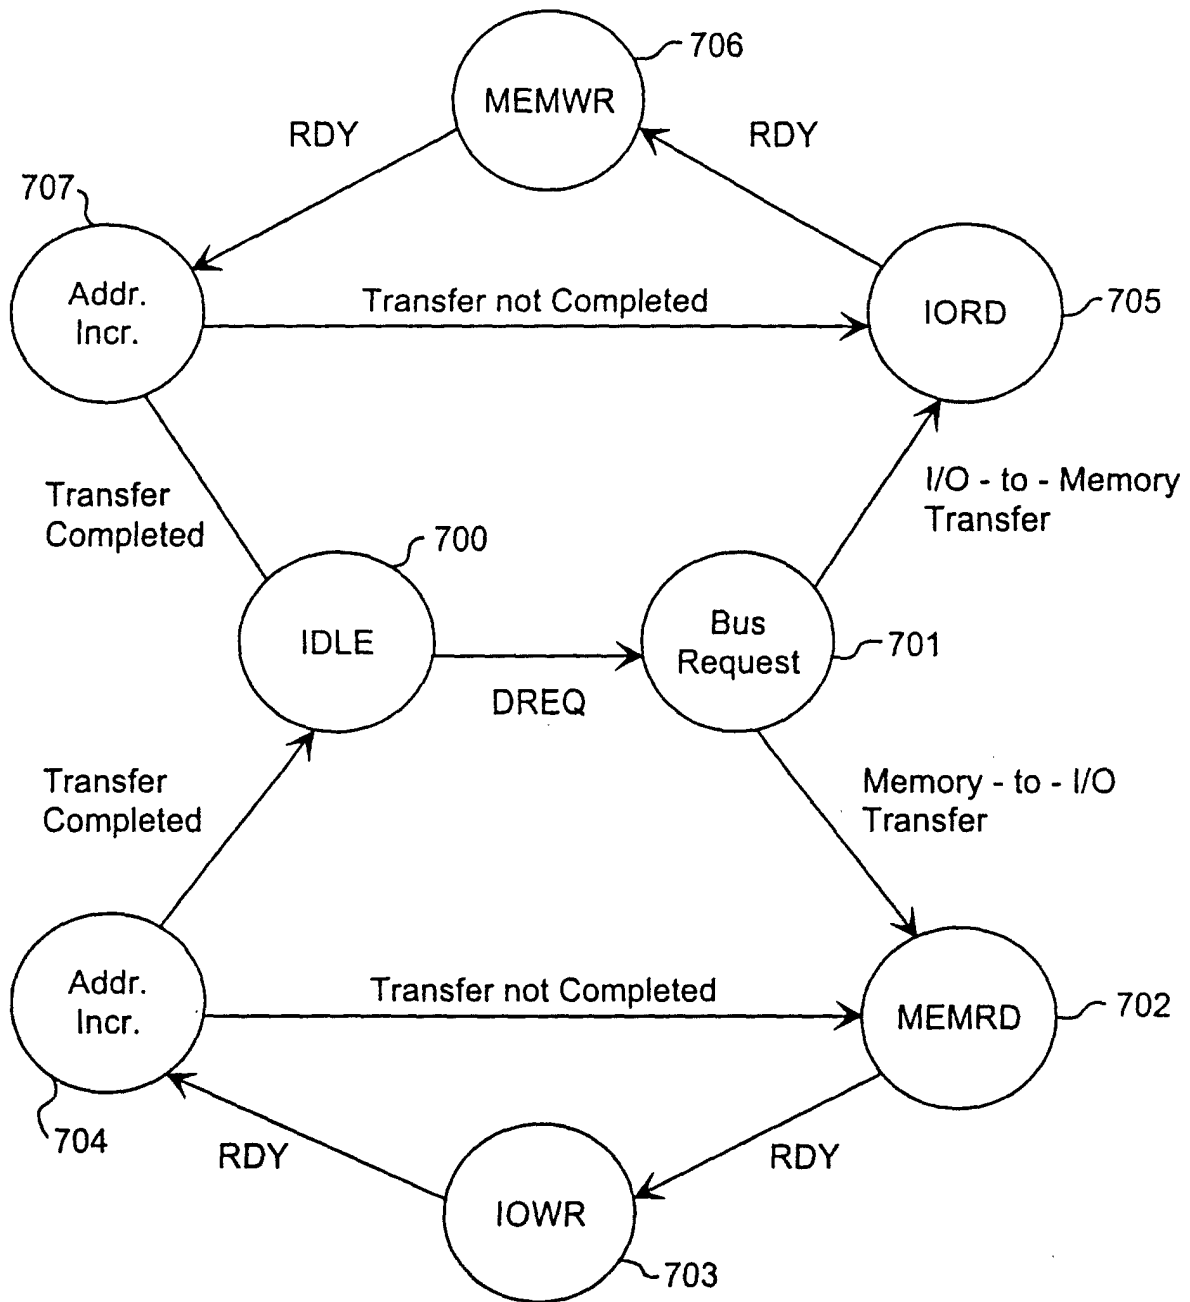 706
MEMWR
RDY
RDY
707
Addr.
Incr.
Transfer not Completed
IORD
705
Transfer
Completed
I/O - to - Memory
Transfer
700
IDLE
DREQ
Bus
Request
701
Transfer
Completed
Memory - to - I/O
Transfer
Addr.
Incr.
Transfer not Completed
MEMRD
702
704
RDY
RDY
IOWR
703